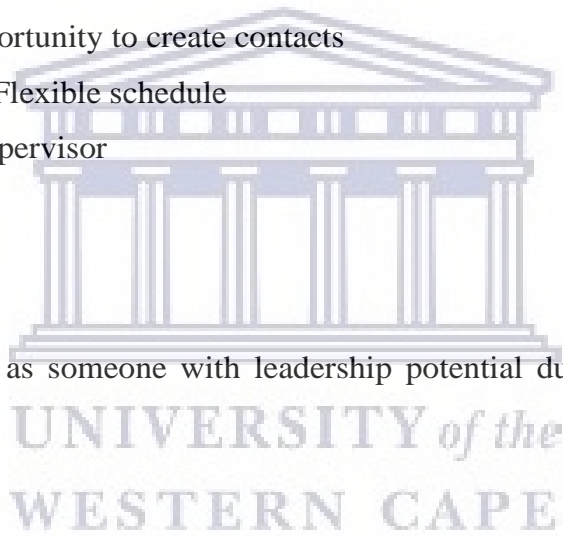 ortunity to create contacts
Flexible schedule
pervisor
as someone with leadership potential du
UNIVERSITY of the
WESTERN CAPE